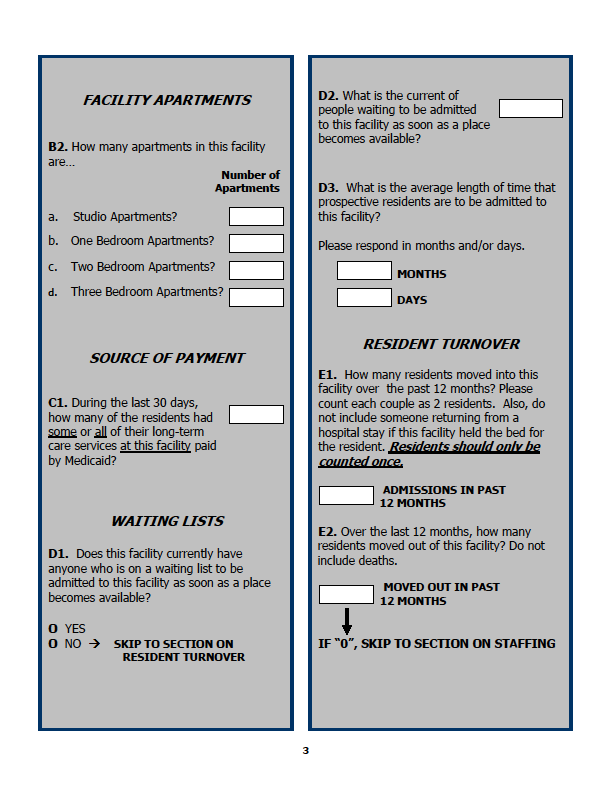 FACILITY APARTMENTS
B2. How many apartments in this facility
are…
Number of
Apartments
a. Studio Apartments?
b. One Bedroom Apartments?
c. Two Bedroom Apartments?
d. Three Bedroom Apartments?
SOURCE OF PAYMENT
C1. During the last 30 days,
how many of the residents had
some or all of their long-term
care services at this facility paid
by Medicaid?
WAITING LISTS
D1. Does this facility currently have
anyone who is on a waiting list to be
admitted to this facility as soon as a place
becomes available?
O YES
O NO → SKIP TO SECTION ON
RESIDENT TURNOVER
D2. What is the current of
people waiting to be admitted
to this facility as soon as a place
becomes available?
D3. What is the average length of time that
prospective residents are to be admitted to
this facility?
Please respond in months and/or days.
MONTHS
DAYS
RESIDENT TURNOVER
E1. How many residents moved into this
facility over the past 12 months? Please
count each couple as 2 residents. Also, do
not include someone returning from a
hospital stay if this facility held the bed for
the resident. Residents should only be
counted once.
ADMISSIONS IN PAST
12 MONTHS
E2. Over the last 12 months, how many
residents moved out of this facility? Do not
include deaths.
MOVED OUT IN PAST
12 MONTHS
IF “0”, SKIP TO SECTION ON STAFFING
3